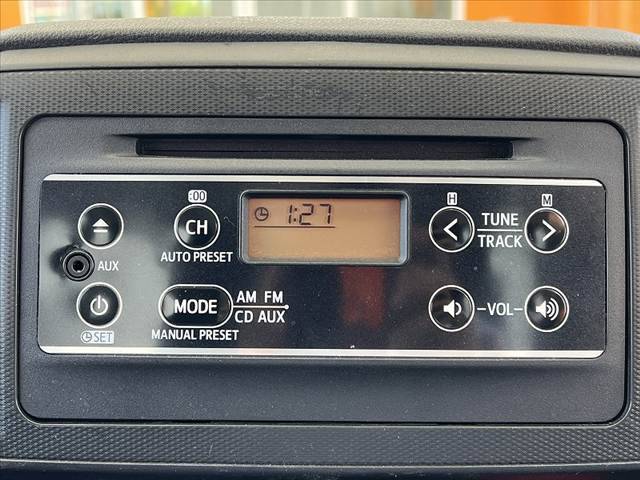 :00
H
M
1:27
CH
TUNE
TRACK
AUTO PRESET
AUX
MODE
AM FM
CD AUX
-VOL-
SET
MANUAL PRESET